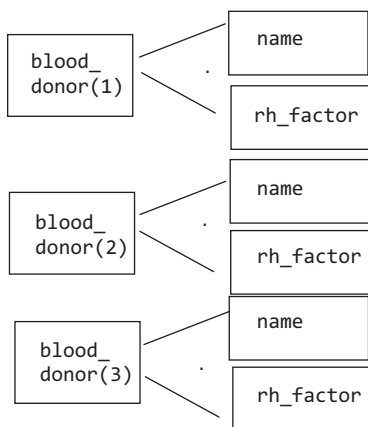 blood_
donor(1)
name
rh_factor
blood_
donor(2)
name
rh_factor
blood_
donor(3)
name
rh_factor